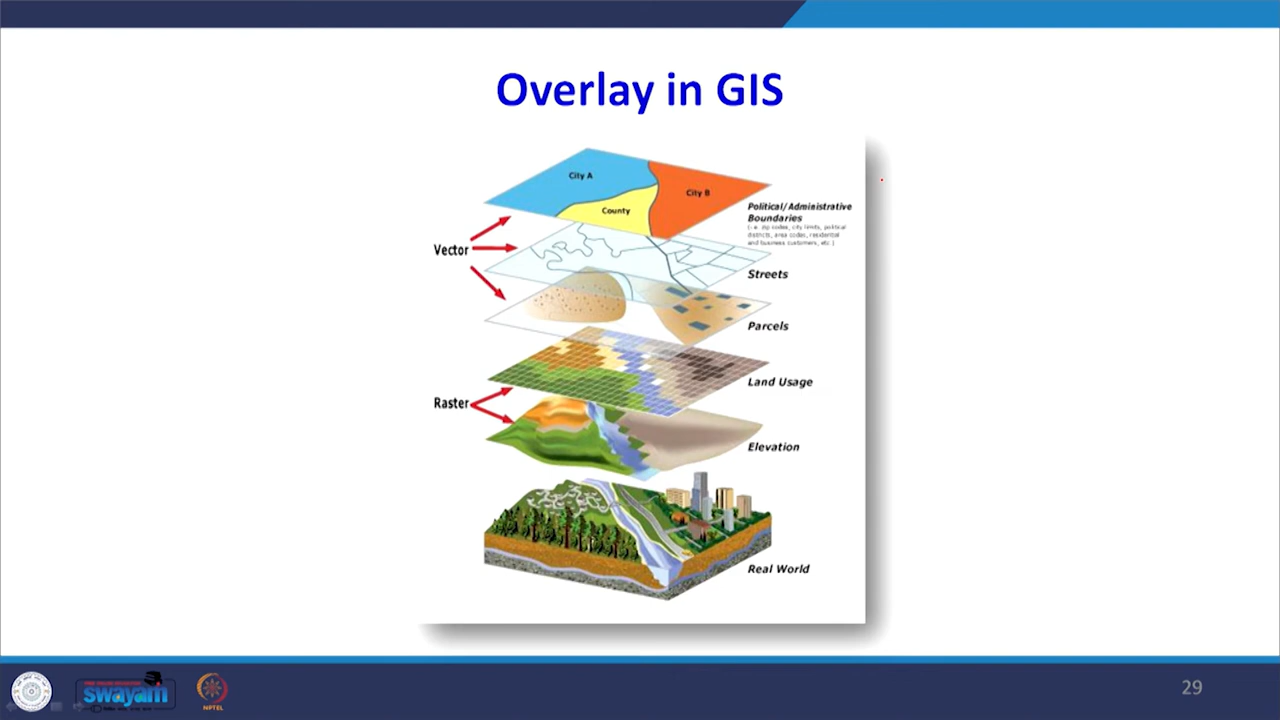 Overlay in GIS
City A
City B
County
Political/Administrative
Boundaries
(i.e. zip codes, city limits, political
districts, area codes, residential
and business customers, etc.)
Vector
Streets
Parcels
Land Usage
Raster
Elevation
Real World
swayam
NPTEL
29